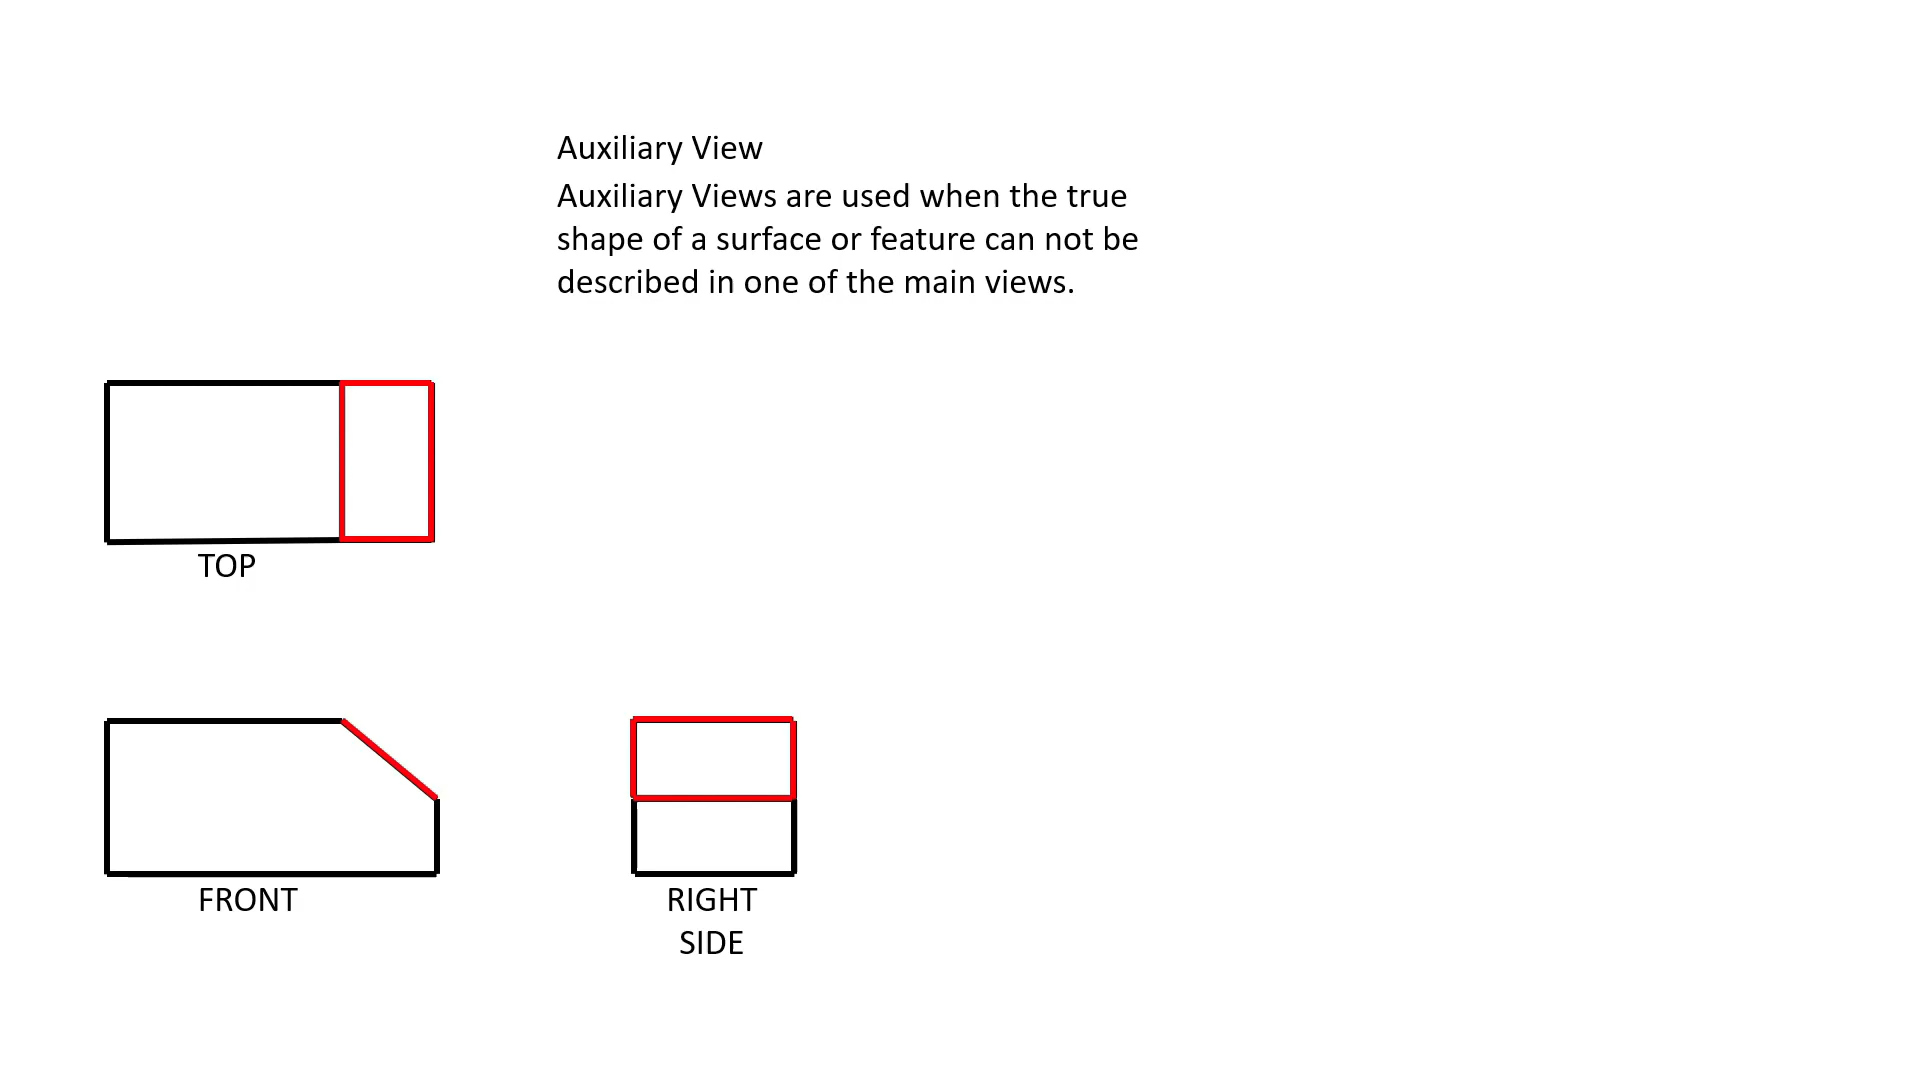 Auxiliary View
Auxiliary Views are used when the true
shape of a surface or feature can not be
described in one of the main views.
TOP
FRONT
RIGHT
SIDE